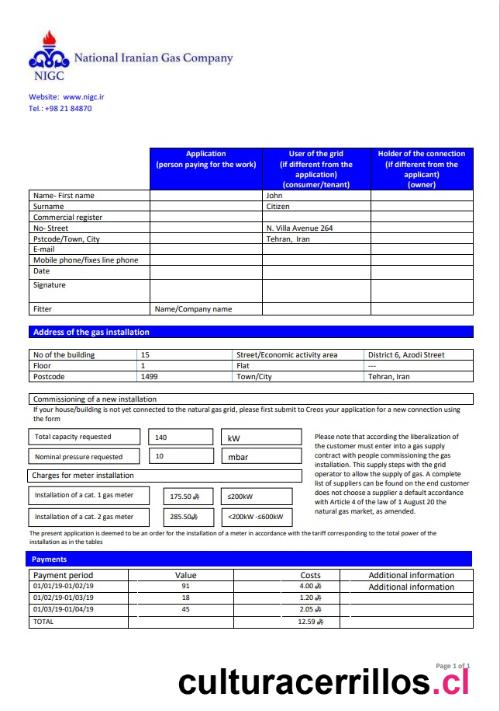 National Iranian Gas Company
NIGC
Website: www.nigc.ir
Tel.: +98 21 84870
Application (person paying for the work) User of the grid (if different from the application) (consumer/tenant) Holder of the connection (if different from the applicant) (owner)
Name- First name John
Surname Citizen
Commercial register
No- Street N. Villa Avenue 264
Pstcode/Town, City Tehran, Iran
E-mail
Mobile phone/fixes line phone
Date
Signature
Fitter Name/Company name
Address of the gas installation
No of the building 15 Street/Economic activity area District 6, Azodi Street
Floor 1 Flat ---
Postcode 1499 Town/City Tehran, Iran
Commissioning of a new installation
If your house/building is not yet connected to the natural gas grid, please first submit to Creos your application for a new connection using
the form
Total capacity requested 140 kW
Nominal pressure requested 10 mbar
Charges for meter installation
Installation of a cat. 1 gas meter 175.50 ﷼ ≤200kW
Installation of a cat. 2 gas meter 285.50﷼ <200kW -≤600kW
Please note that according the liberalization of
the customer must enter into a gas supply
contract with people commissioning the gas
installation. This supply steps with the grid
operator to allow the gas supply. A complete
list of suppliers can be found on the end customer
does not choose a supplier a default accordance
with Article 4 of the law of 1 August 20 the
natural gas market, as amended.
The present application is deemed to be an order for the installation of a meter in accordance with the tariff corresponding to the total power of the
installation as in the tables
Payments
Payment period Value Costs Additional information
01/01/19-01/02/19 91 4.00 ﷼ Additional information
01/02/19-01/03/19 18 1.20 ﷼
01/03/19-01/04/19 45 2.05 ﷼
TOTAL 12.59 ﷼
Page 1 of 1
culturacerrillos.cl